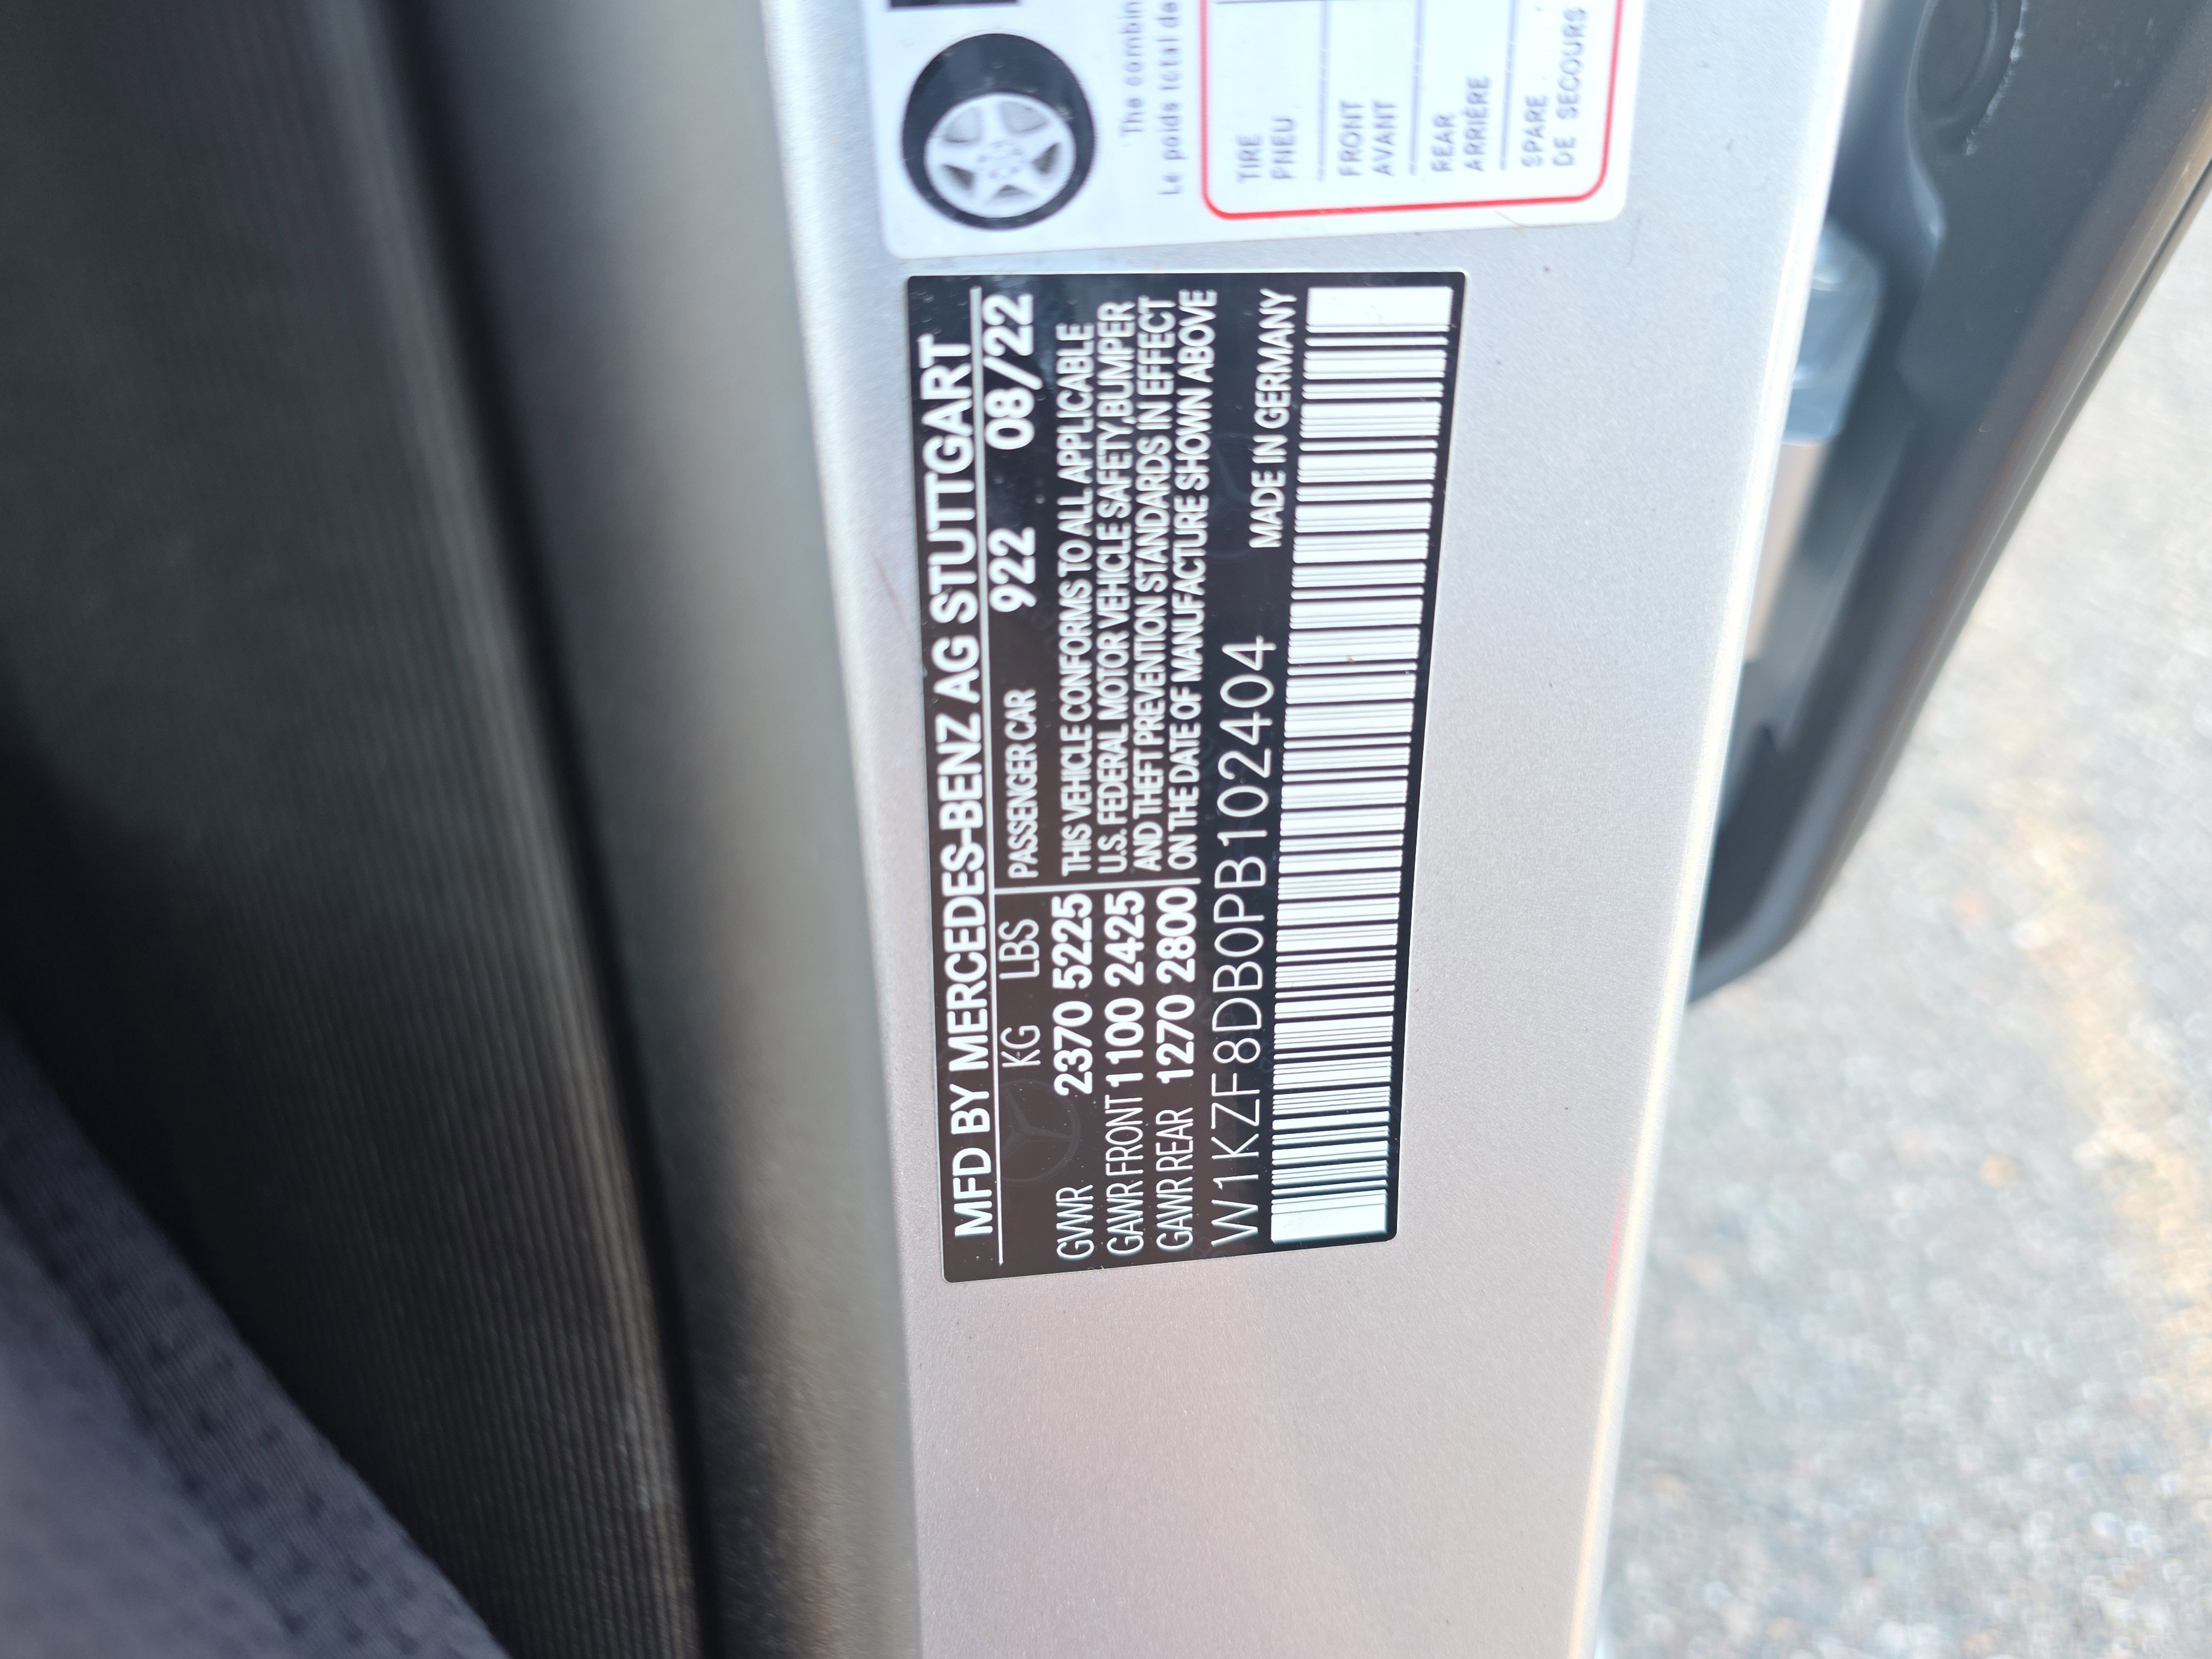 MFD BY MERCEDES-BENZ AG STUTTGART
KG LBS PASSENGER CAR 922 08/22
GVWR 2370 5225
GAWR FRONT 1100 2425
GAWR REAR 1270 2800
THIS VEHICLE CONFORMS TO ALL APPLICABLE
U.S. FEDERAL MOTOR VEHICLE SAFETY, BUMPER
AND THEFT PREVENTION STANDARDS IN EFFECT
ON THE DATE OF MANUFACTURE SHOWN ABOVE
W1KZF8DB0PB102404
MADE IN GERMANY
The combin
Le poids total de
TIRE
PNEU
FRONT
AVANT
REAR
ARRIÈRE
SPARE
DE SECOURS